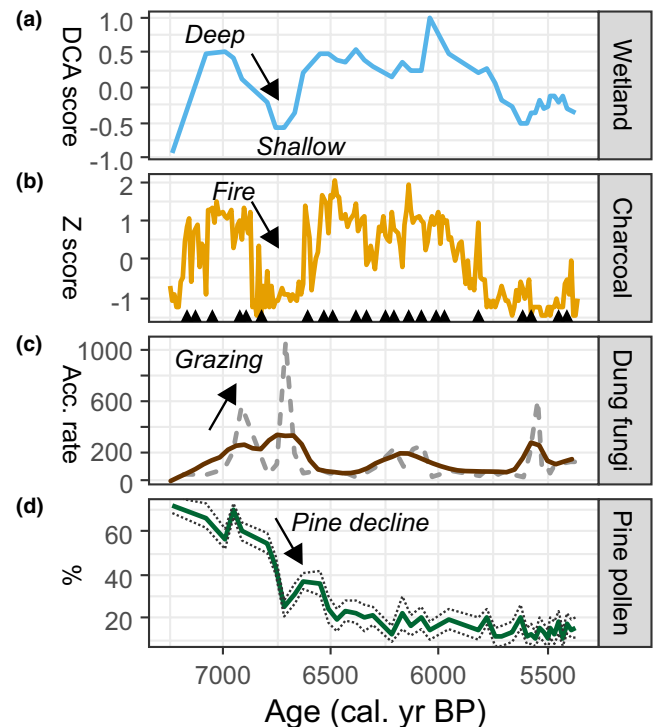 (a)
DCA score
1.0
0.5
0.0
-0.5
-1.0
Deep
Shallow
Wetland
(b)
Z score
2
1
0
-1
Fire
Charcoal
(c)
Acc. rate
1000
600
200
0
Grazing
Dung fungi
(d)
%
60
40
20
Pine decline
Pine pollen
7000 6500 6000 5500
Age (cal. yr BP)